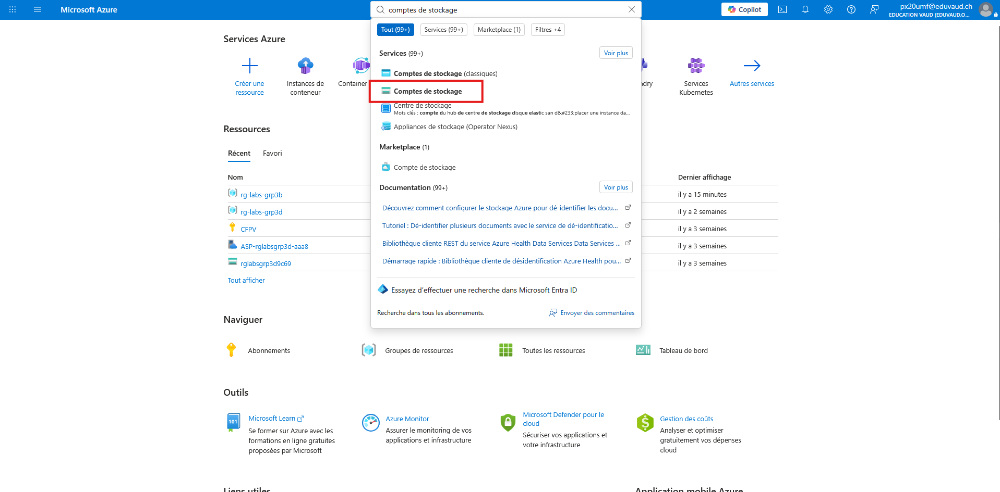 Microsoft Azure
comptes de stockage
Copilot
px20umf@eduvaud.ch
EDUCATION VAUD (EDUVAUD.O...
Tout (99+)
Services (99+)
Marketplace (1)
Filtres +4
Services Azure
Créer une
ressource
Instances de
conteneur
Container
ndry
Services
Kubernetes
Autres services
Services (99+)
Voir plus
Comptes de stockage (classiques)
Comptes de stockage
Centre de stockage
Mots clés : compte du hub de centre de stockage disque elastic san d&#233;placer une instance da...
Appliances de stockage (Operator Nexus)
Marketplace (1)
Compte de stockage
Documentation (99+)
Voir plus
Découvrez comment configurer le stockage Azure pour dé-identifier les docu...
Tutoriel : Dé-identifier plusieurs documents avec le service de dé-identificatio...
Bibliothèque cliente REST du service Azure Health Data Services Data Services ...
Démarrage rapide : Bibliothèque cliente de désidentification Azure Health pou...
Essayez d'effectuer une recherche dans Microsoft Entra ID
Recherche dans tous les abonnements.
Envoyer des commentaires
Ressources
Récent
Favori
Nom
Dernier affichage
rg-labs-grp3b
il y a 15 minutes
rg-labs-grp3d
il y a 2 semaines
CFPV
il y a 3 semaines
ASP-rglabsgrp3d-aaa8
il y a 3 semaines
rglabsgrp3d9c69
il y a 3 semaines
Tout afficher
Naviguer
Abonnements
Groupes de ressources
Toutes les ressources
Tableau de bord
Outils
101
Microsoft Learn
Se former sur Azure avec les
formations en ligne gratuites
proposées par Microsoft
Azure Monitor
Assurer le monitoring de vos
applications et infrastructure
Microsoft Defender pour le
cloud
Sécuriser vos applications et
votre infrastructure
Gestion des coûts
Analyser et optimiser
gratuitement vos dépenses
cloud
Liens utiles
Application mobile Azure